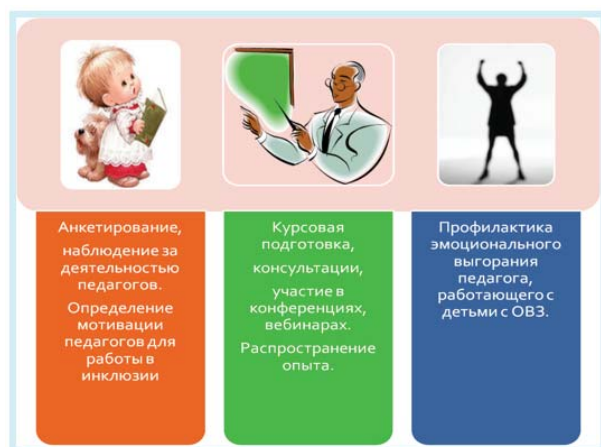 Анкетирование,
наблюдение за
деятельностью
педагогов.
Определение
мотивации
педагогов для
работы в
инклюзии
Курсовая
подготовка,
консультации,
участие в
конференциях,
вебинарах.
Распространение
опыта.
Профилактика
эмоционального
выгорания
педагога,
работающего с
детьми с ОВЗ.